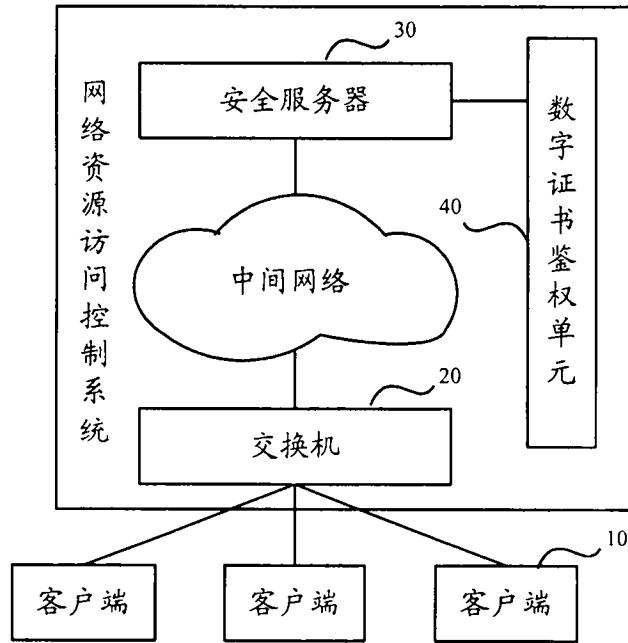 30
安全服务器
网络资源访问控制系统
数字证书鉴权单元
40
中间网络
20
交换机
10
客户端
客户端
客户端